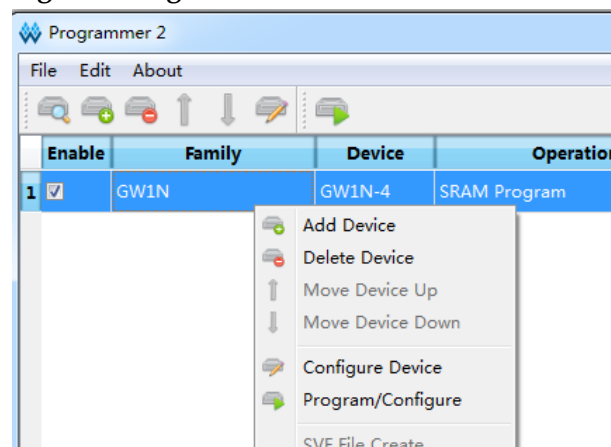 Programmer 2
File Edit About
Enable Family Device Operation
1 GW1N GW1N-4 SRAM Program
Add Device
Delete Device
Move Device Up
Move Device Down
Configure Device
Program/Configure
SVF File Create